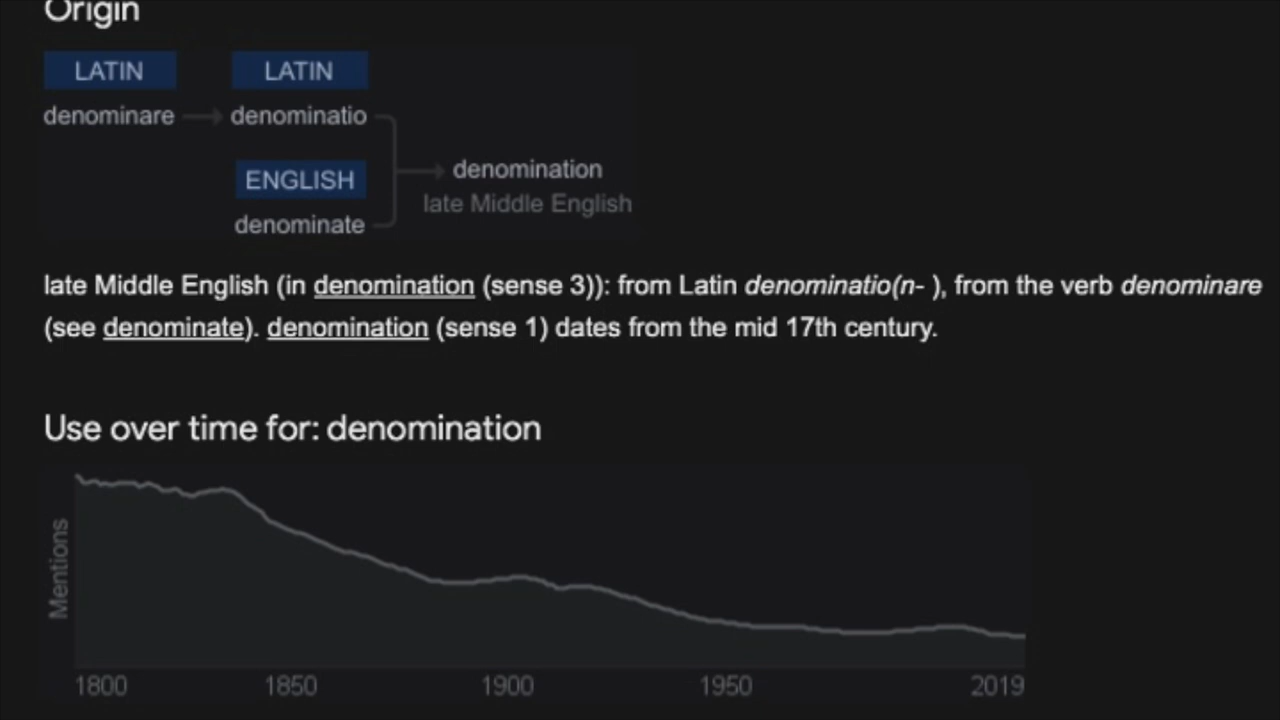 Origin
LATIN LATIN
denominare denominatio
denomination
ENGLISH
late Middle English
denominate
late Middle English (in denomination (sense 3)): from Latin denominatio(n- ), from the verb denominare
(see denominate). denomination (sense 1) dates from the mid 17th century.
Use over time for: denomination
Mentions
1800 1850 1900 1950 2019